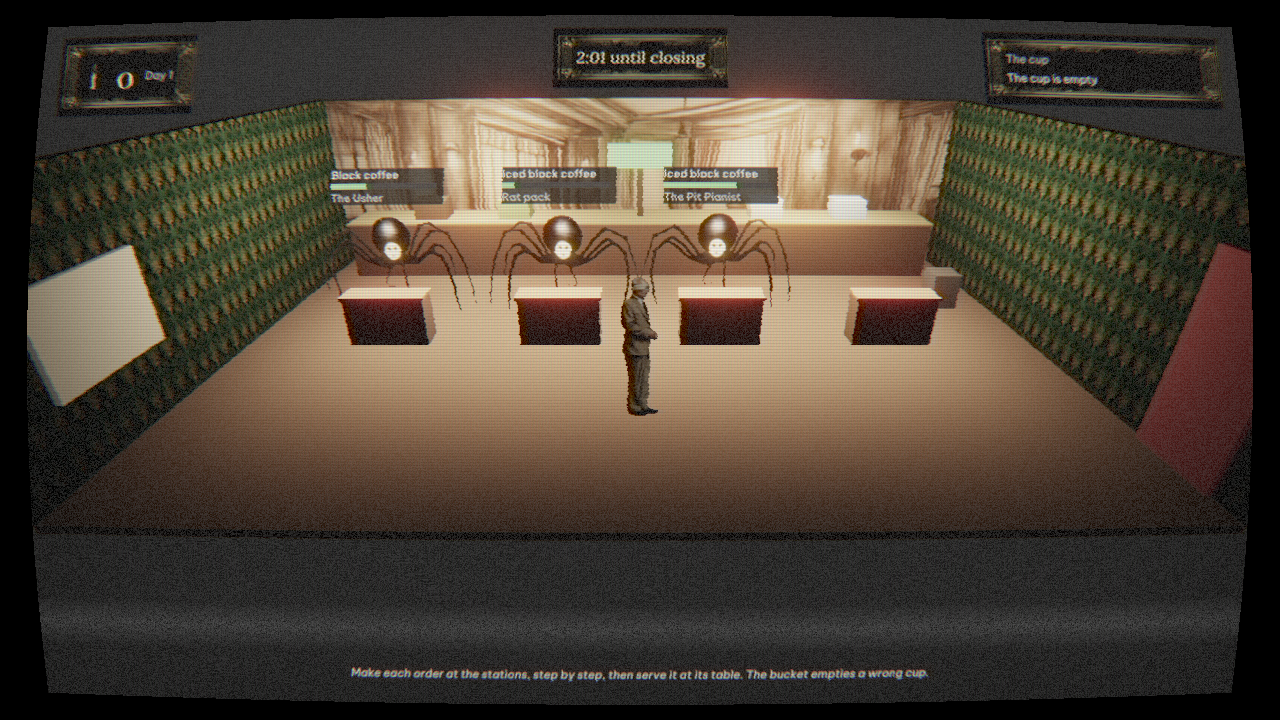 1 0 Day 1
2:01 until closing
The cup
The cup is empty
Black coffee
The Usher
Iced black coffee
Rat pack
Iced black coffee
The Pit Pianist
Make each order at the stations, step by step, then serve it at its table. The bucket empties a wrong cup.